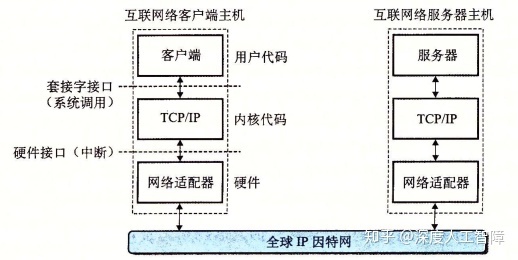 互联网络客户端主机
互联网络服务器主机
客户端
用户代码
服务器
套接字接口
（系统调用）
TCP/IP
内核代码
TCP/IP
硬件接口（中断）
网络适配器
硬件
网络适配器
全球 IP 因特网
知乎 @深度人工智障